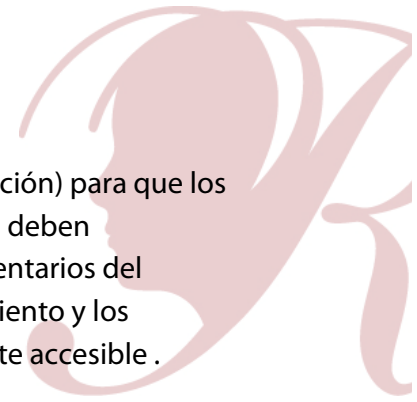 ción) para que los
deben
entarios del
iento y los
te accesible .